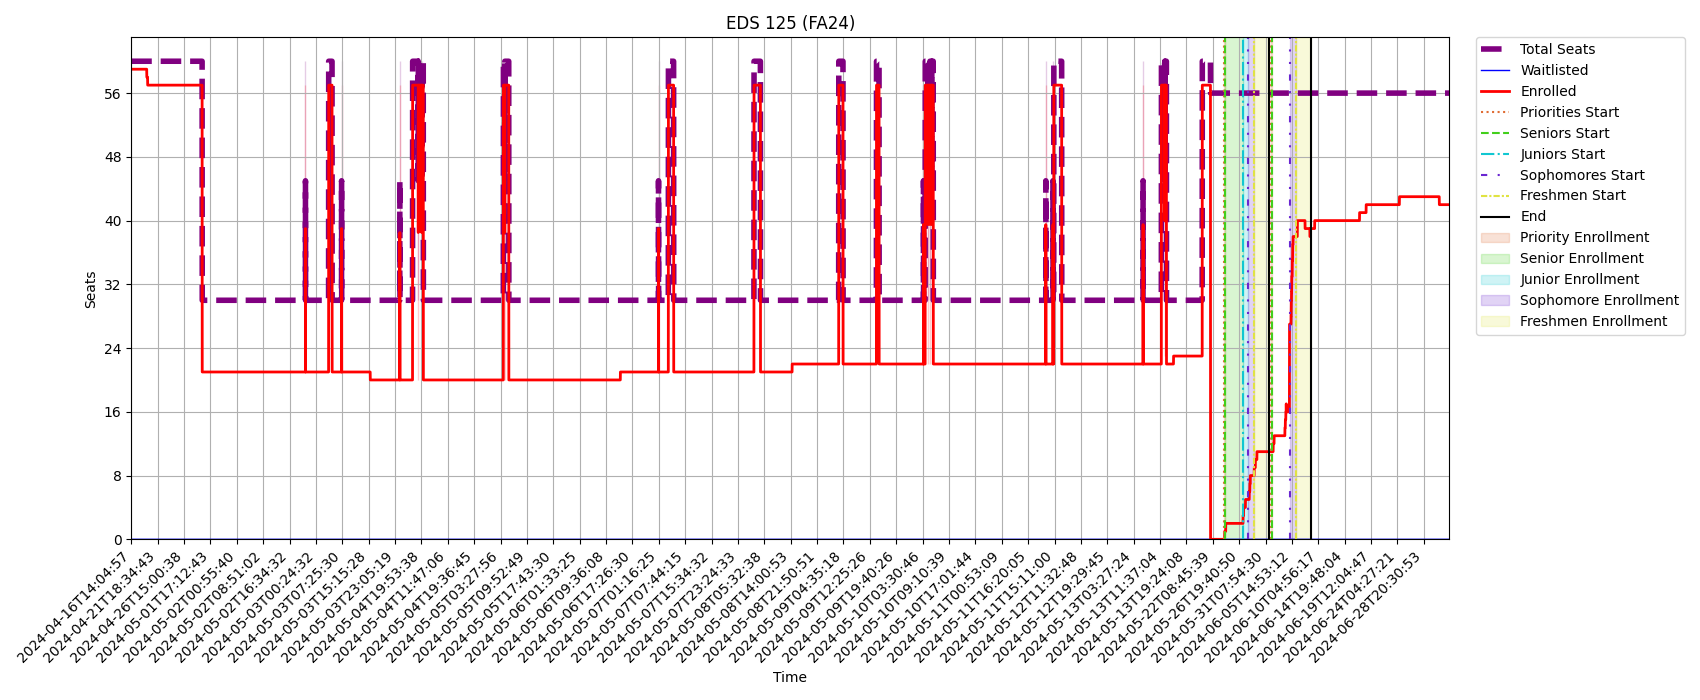 EDS 125 (FA24)
Total Seats
Waitlisted
Enrolled
Priorities Start
Seniors Start
Juniors Start
Sophomores Start
Freshmen Start
End
Priority Enrollment
Senior Enrollment
Junior Enrollment
Sophomore Enrollment
Freshmen Enrollment
Seats
56
48
40
32
24
16
8
0
2024-04-16T14:04:57
2024-04-21T18:34:43
2024-04-26T15:00:38
2024-05-01T17:12:43
2024-05-02T00:55:40
2024-05-02T08:51:02
2024-05-02T16:34:32
2024-05-03T00:24:32
2024-05-03T07:25:30
2024-05-03T15:15:28
2024-05-03T23:05:19
2024-05-04T19:53:38
2024-05-04T11:47:06
2024-05-04T19:36:45
2024-05-05T03:27:56
2024-05-05T09:52:49
2024-05-05T17:43:30
2024-05-06T01:33:25
2024-05-06T09:36:08
2024-05-06T17:26:30
2024-05-07T01:16:25
2024-05-07T07:44:15
2024-05-07T15:34:32
2024-05-07T23:24:33
2024-05-08T05:32:38
2024-05-08T14:00:53
2024-05-08T21:50:51
2024-05-09T04:35:18
2024-05-09T12:25:26
2024-05-09T19:40:26
2024-05-10T03:30:46
2024-05-10T09:10:39
2024-05-10T17:01:44
2024-05-11T00:53:09
2024-05-11T16:20:05
2024-05-11T15:11:00
2024-05-12T11:32:48
2024-05-12T19:29:45
2024-05-13T03:27:24
2024-05-13T11:37:04
2024-05-13T19:24:08
2024-05-22T08:45:39
2024-05-26T19:40:50
2024-05-31T07:54:30
2024-06-05T14:53:12
2024-06-10T04:56:17
2024-06-14T19:48:04
2024-06-19T12:04:47
2024-06-24T04:27:21
2024-06-28T20:30:53
Time